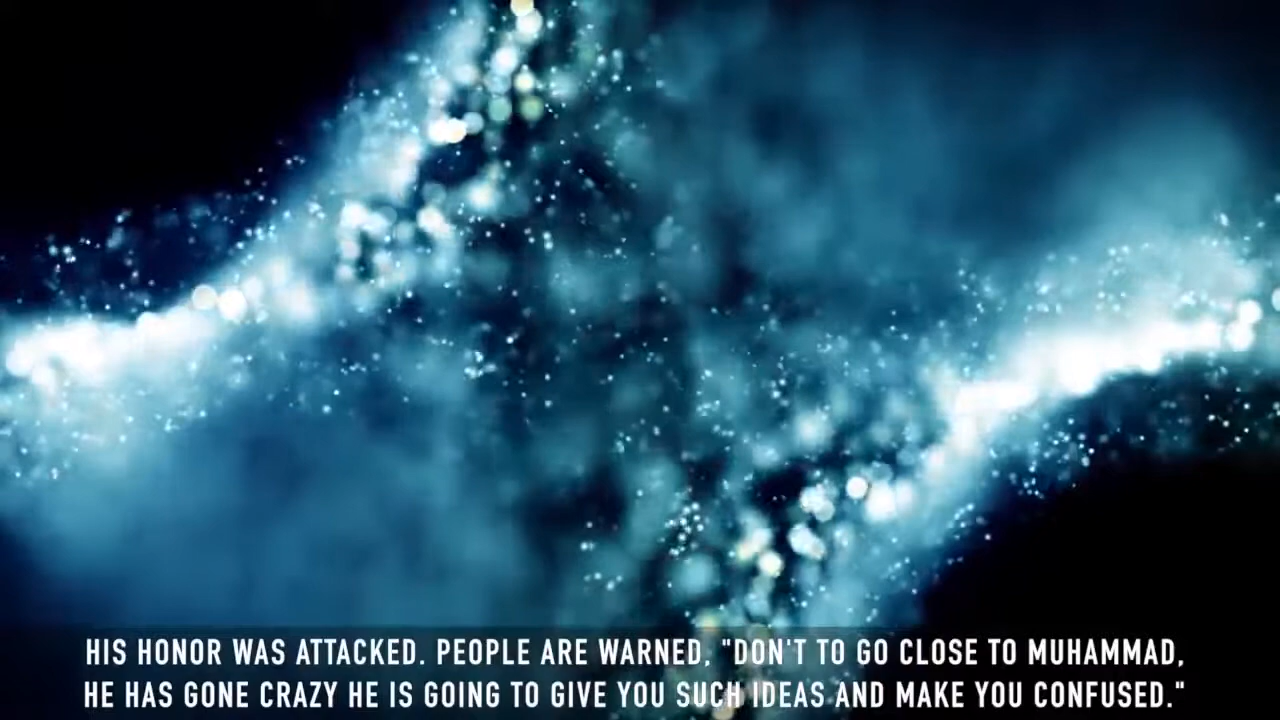 HIS HONOR WAS ATTACKED. PEOPLE ARE WARNED, "DON'T TO GO CLOSE TO MUHAMMAD,
HE HAS GONE CRAZY HE IS GOING TO GIVE YOU SUCH IDEAS AND MAKE YOU CONFUSED."